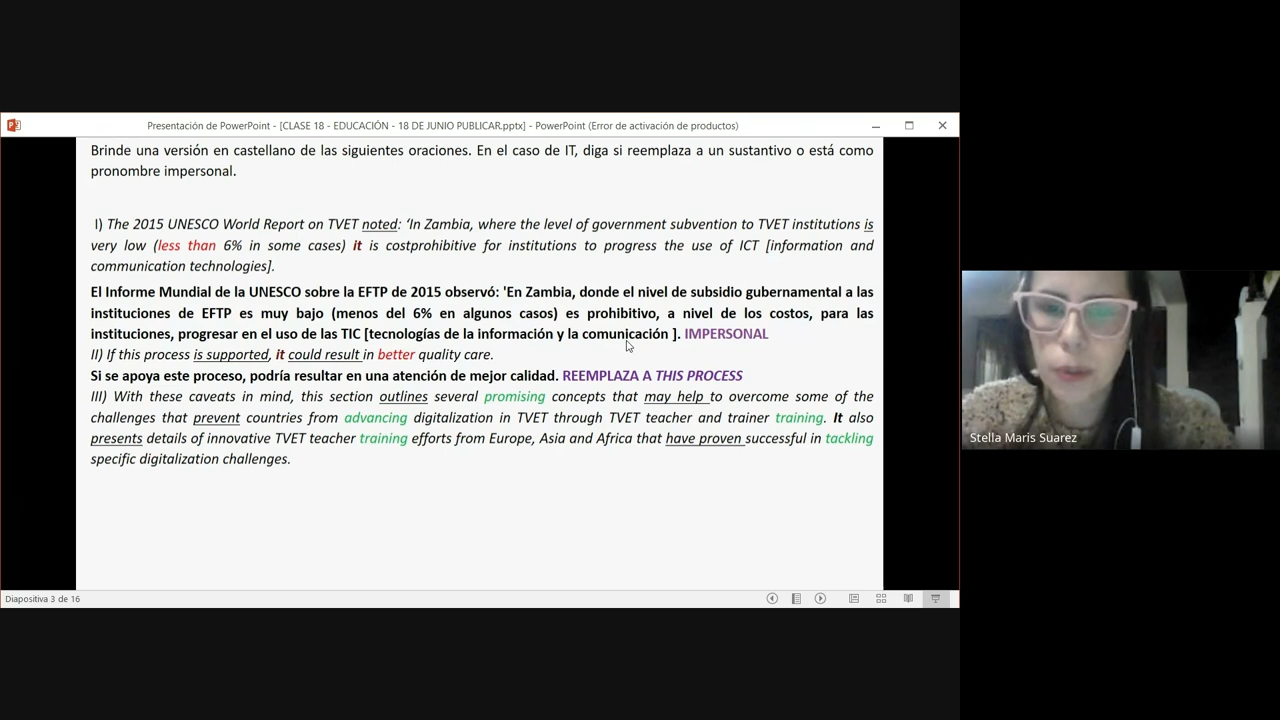 Presentación de PowerPoint - [CLASE 18 - EDUCACIÓN - 18 DE JUNIO PUBLICAR.pptx] - PowerPoint (Error de activación de productos)
Brinde una versión en castellano de las siguientes oraciones. En el caso de IT, diga si reemplaza a un sustantivo o está como
pronombre impersonal.
I) The 2015 UNESCO World Report on TVET noted: ‘In Zambia, where the level of government subvention to TVET institutions is
very low (less than 6% in some cases) it is costprohibitive for institutions to progress the use of ICT [information and
communication technologies].
El Informe Mundial de la UNESCO sobre la EFTP de 2015 observó: 'En Zambia, donde el nivel de subsidio gubernamental a las
instituciones de EFTP es muy bajo (menos del 6% en algunos casos) es prohibitivo, a nivel de los costos, para las
instituciones, progresar en el uso de las TIC [tecnologías de la información y la comunicación ]. IMPERSONAL
II) If this process is supported, it could result in better quality care.
Si se apoya este proceso, podría resultar en una atención de mejor calidad. REEMPLAZA A THIS PROCESS
III) With these caveats in mind, this section outlines several promising concepts that may help to overcome some of the
challenges that prevent countries from advancing digitalization in TVET through TVET teacher and trainer training. It also
presents details of innovative TVET teacher training efforts from Europe, Asia and Africa that have proven successful in tackling
specific digitalization challenges.
Stella Maris Suarez
Diapositiva 3 de 16